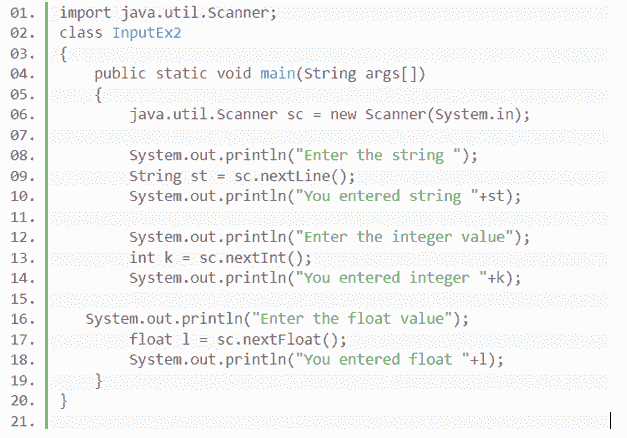 01. import java.util.Scanner;
02. class InputEx2
03. {
04.     public static void main(String args[])
05.     {
06.         java.util.Scanner sc = new Scanner(System.in);
07.
08.         System.out.println("Enter the string ");
09.         String st = sc.nextLine();
10.         System.out.println("You entered string "+st);
11.
12.         System.out.println("Enter the integer value");
13.         int k = sc.nextInt();
14.         System.out.println("You entered integer "+k);
15.
16.    System.out.println("Enter the float value");
17.         float l = sc.nextFloat();
18.         System.out.println("You entered float "+l);
19.     }
20. }
21.